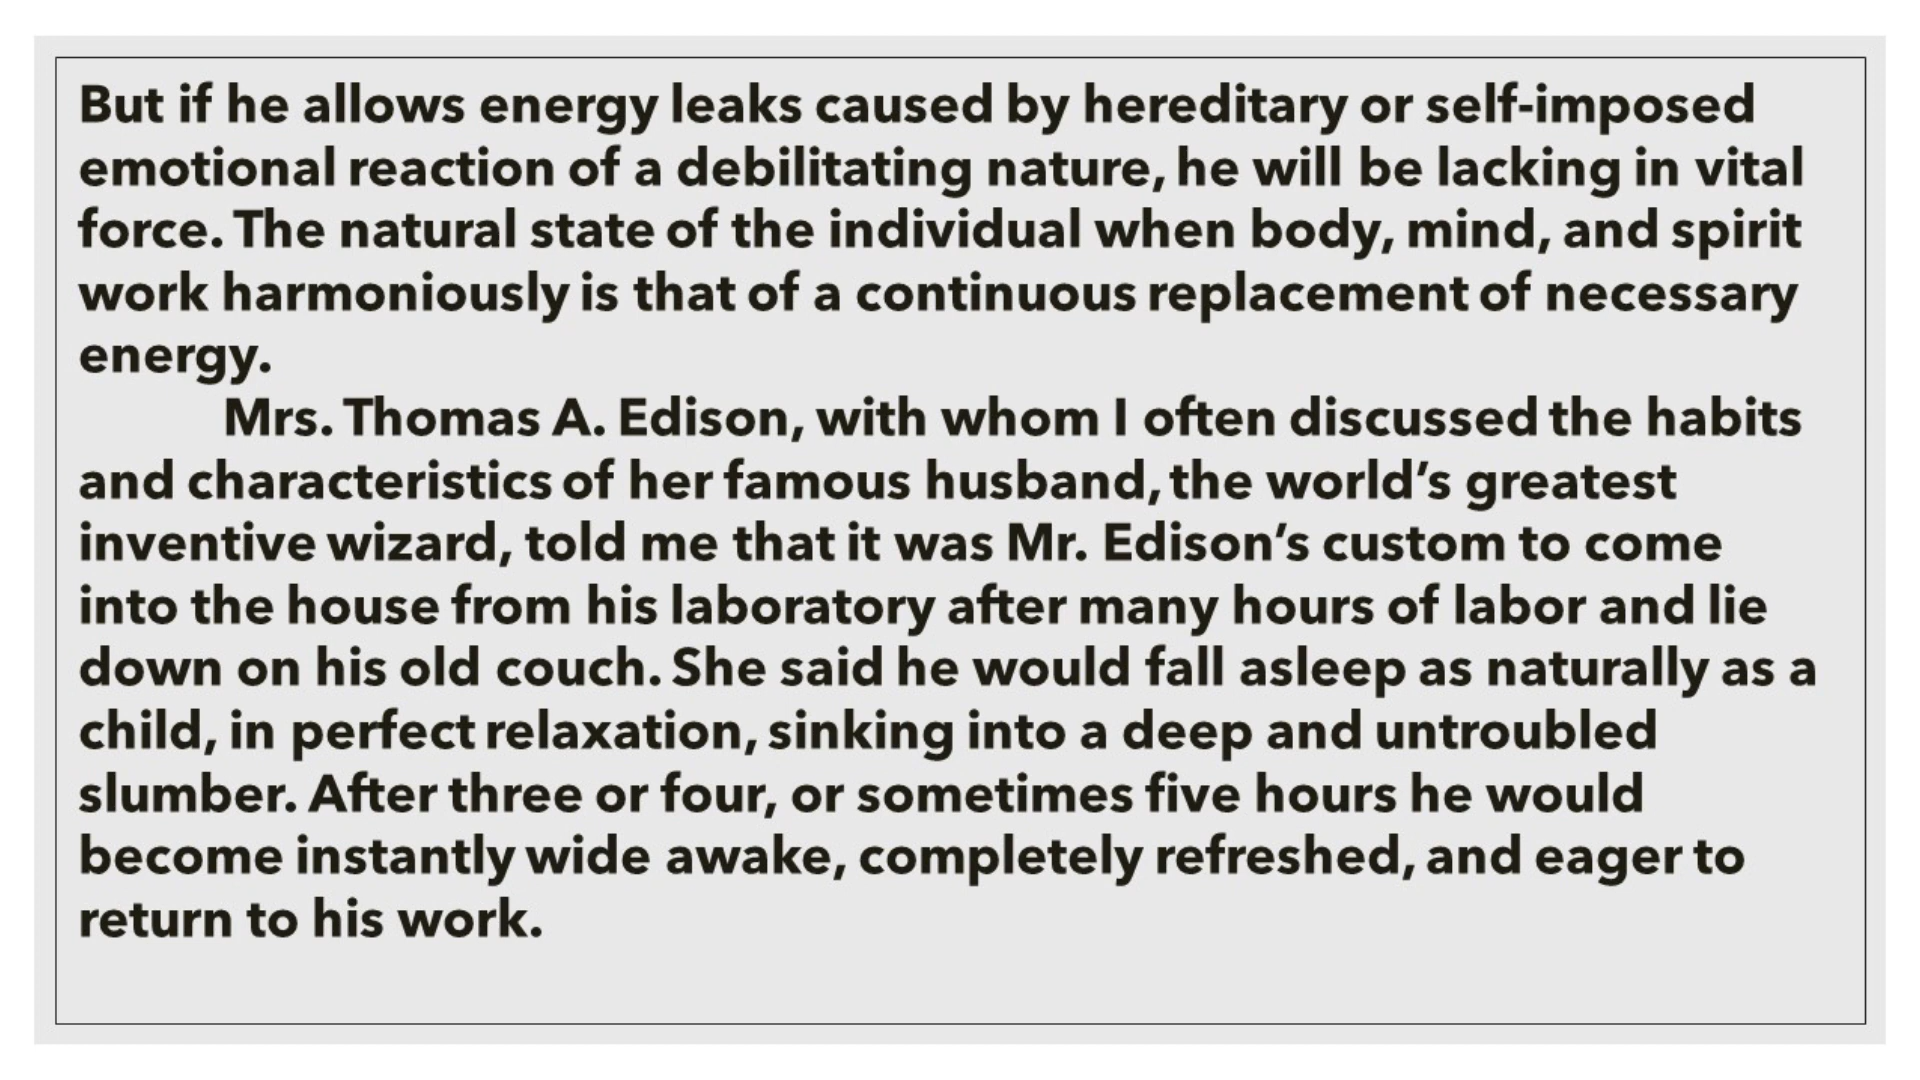 But if he allows energy leaks caused by hereditary or self-imposed
emotional reaction of a debilitating nature, he will be lacking in vital
force. The natural state of the individual when body, mind, and spirit
work harmoniously is that of a continuous replacement of necessary
energy.
Mrs. Thomas A. Edison, with whom I often discussed the habits
and characteristics of her famous husband, the world’s greatest
inventive wizard, told me that it was Mr. Edison’s custom to come
into the house from his laboratory after many hours of labor and lie
down on his old couch. She said he would fall asleep as naturally as a
child, in perfect relaxation, sinking into a deep and untroubled
slumber. After three or four, or sometimes five hours he would
become instantly wide awake, completely refreshed, and eager to
return to his work.